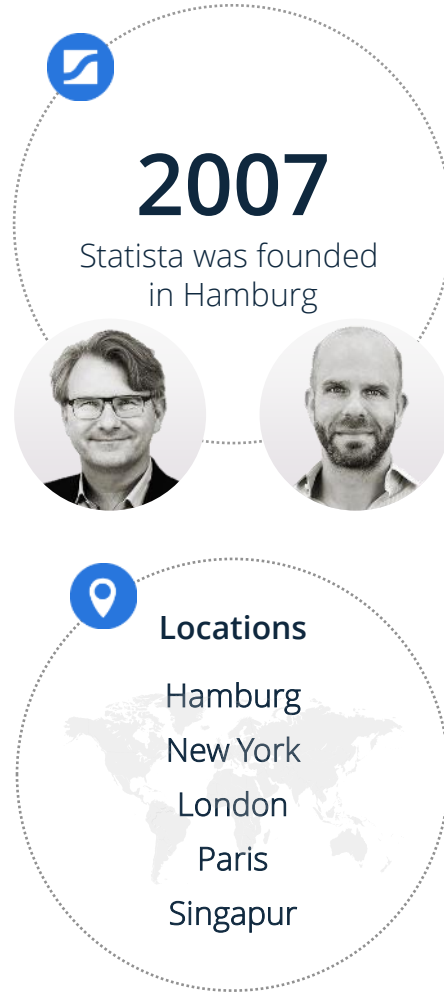 2007
Statista was founded
in Hamburg
Locations
Hamburg
New York
London
Paris
Singapur